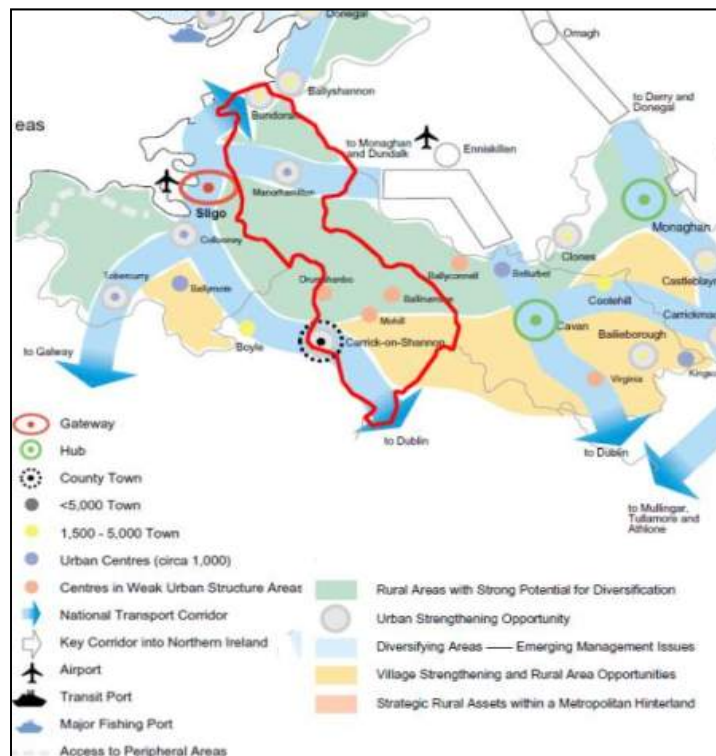 Donegal
Omagh
Ballyshannon
Bundoran
to Derry and
Donegal
eas
to Monaghan
and Dundalk
Enniskillen
Manorhamilton
Sligo
Monaghan
Collooney
Clones
Tobercurry
Ballymote
Drumshanbo
Ballyconnell
Belturbet
Castleblayn
Ballinamore
Cootehill
Mohill
Cavan
Carrickmac
Boyle
Carrick-on-Shannon
Bailieborough
to Galway
Virginia
Kingsc
to Dublin
to Dublin
to Mullingar,
Tullamore and
Athlone
Gateway
Hub
County Town
<5,000 Town
1,500 - 5,000 Town
Urban Centres (circa 1,000)
Centres in Weak Urban Structure Areas
National Transport Corridor
Key Corridor into Northern Ireland
Airport
Transit Port
Major Fishing Port
Access to Peripheral Areas
Rural Areas with Strong Potential for Diversification
Urban Strengthening Opportunity
Diversifying Areas —— Emerging Management Issues
Village Strengthening and Rural Area Opportunities
Strategic Rural Assets within a Metropolitan Hinterland